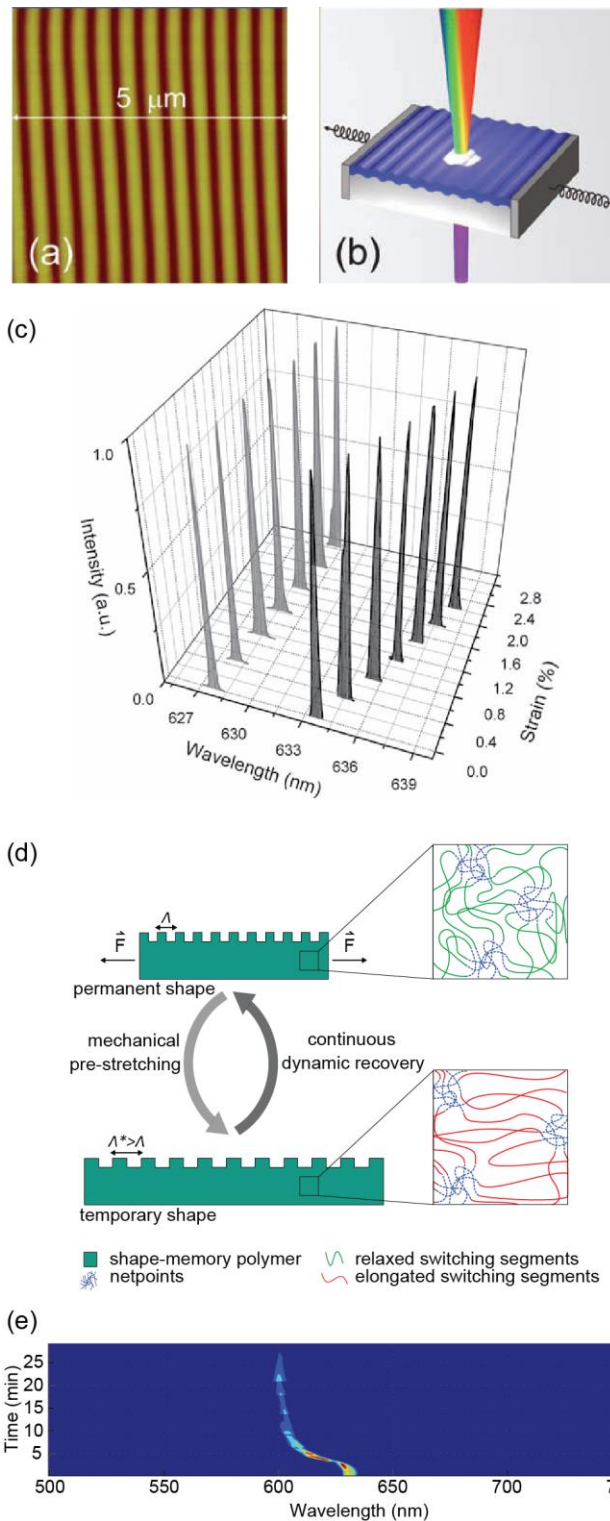 5 μm
(a)
(b)
(c)
1.0
0.5
0.0
Intensity (a.u.)
627
630
633
636
639
Wavelength (nm)
2.8
2.4
2.0
1.6
1.2
0.8
0.4
0.0
Strain (%)
(d)
Λ
F
F
permanent shape
mechanical
pre-stretching
continuous
dynamic recovery
Λ*>Λ
temporary shape
shape-memory polymer
netpoints
relaxed switching segments
elongated switching segments
(e)
25
20
15
10
5
Time (min)
500
550
600
650
700
Wavelength (nm)